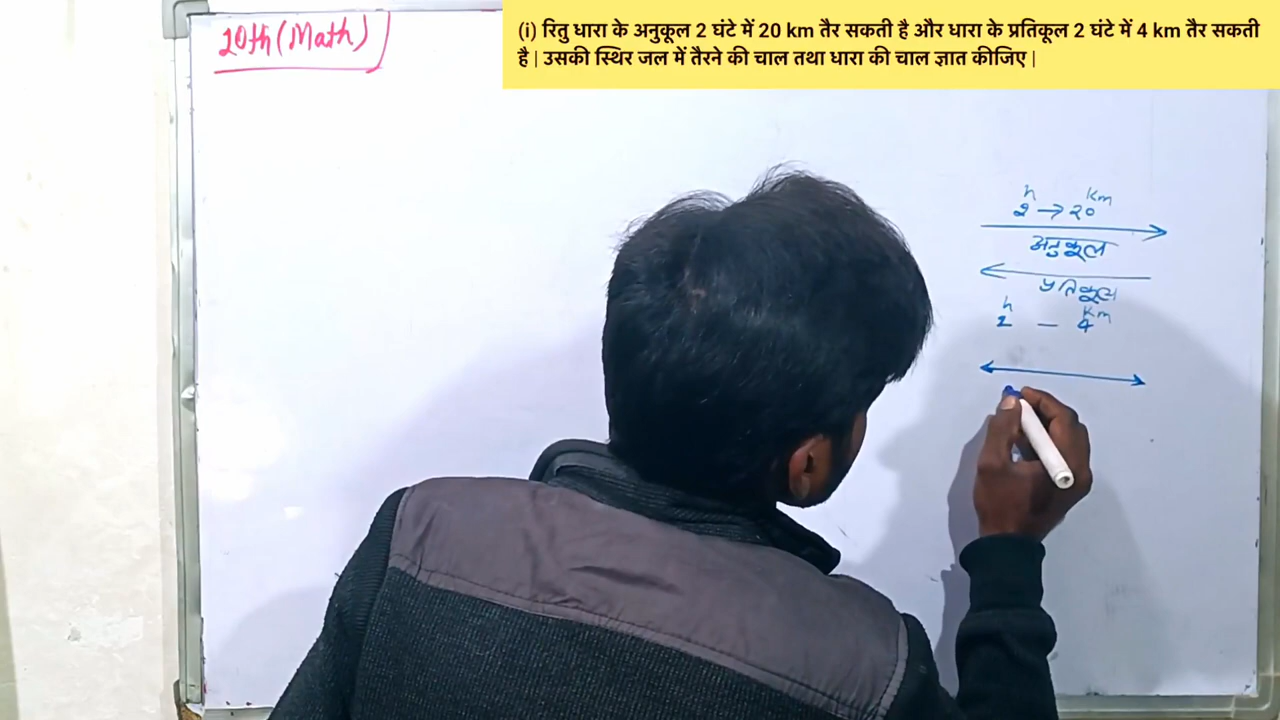 10th (Math)
(i) रितु धारा के अनुकूल 2 घंटे में 20 km तैर सकती है और धारा के प्रतिकूल 2 घंटे में 4 km तैर सकती
है | उसकी स्थिर जल में तैरने की चाल तथा धारा की चाल ज्ञात कीजिए |
h km
2 → 20
अनुकूल
प्रतिकूल
h km
2 — 4